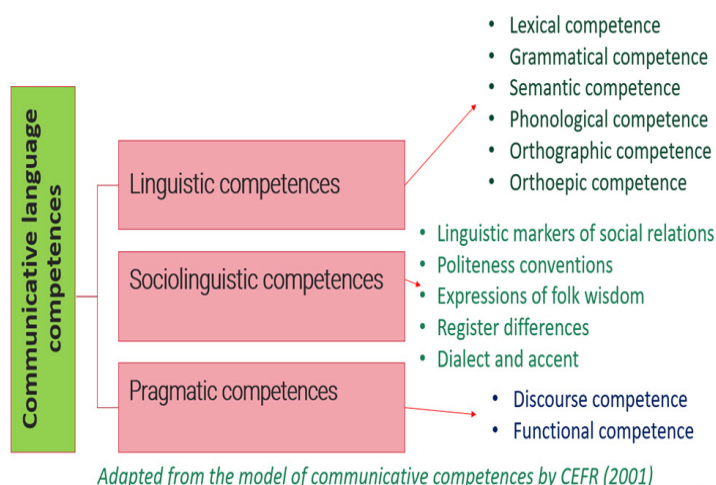 Communicative language
competences
Linguistic competences
• Lexical competence
• Grammatical competence
• Semantic competence
• Phonological competence
• Orthographic competence
• Orthoepic competence
Sociolinguistic competences
• Linguistic markers of social relations
• Politeness conventions
• Expressions of folk wisdom
• Register differences
• Dialect and accent
Pragmatic competences
• Discourse competence
• Functional competence
Adapted from the model of communicative competences by CEFR (2001)